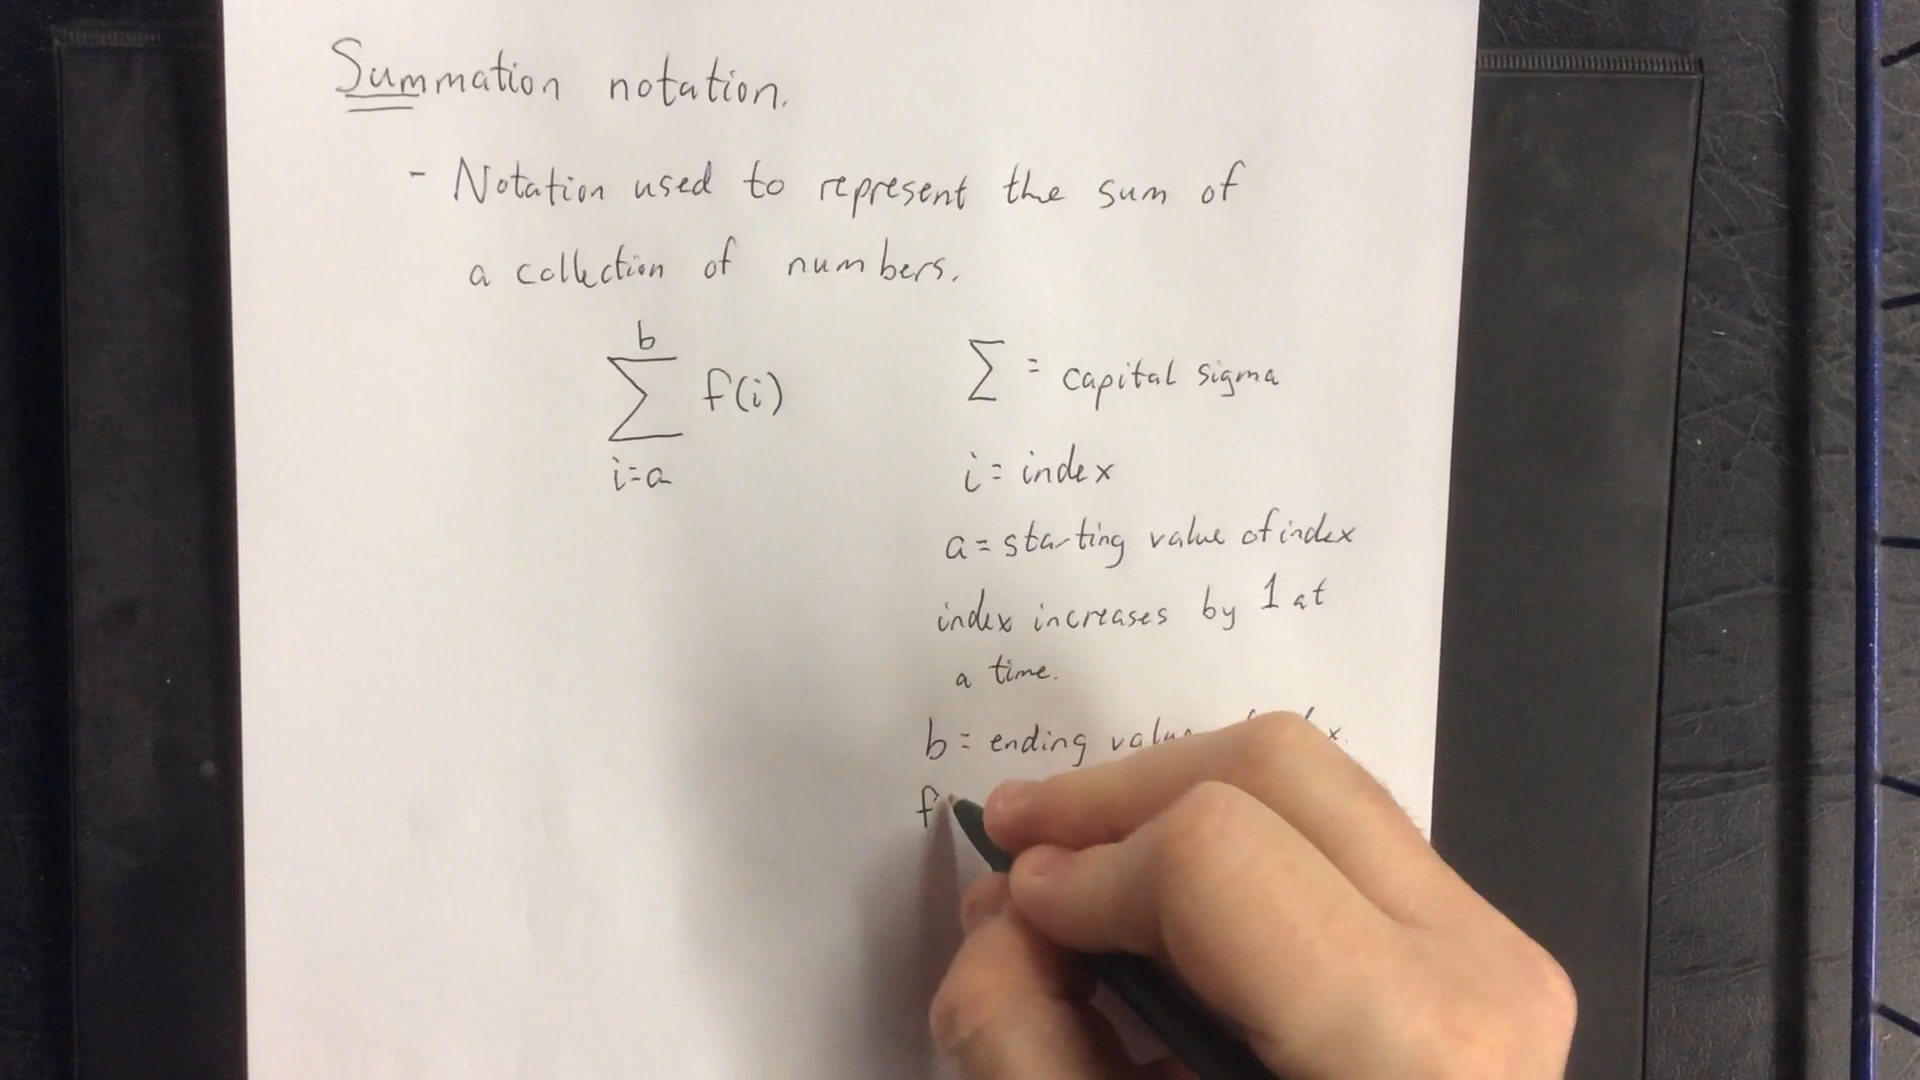 Summation notation.
- Notation used to represent the sum of
a collection of numbers.
b
∑ f(i)
i=a
∑ = capital sigma
i = index
a = starting value of index
index increases by 1 at
a time.
b = ending
f